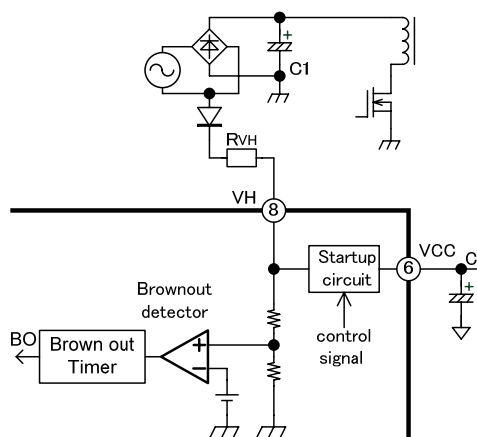 +
C1
RVH
VH
8
Startup
circuit
6
VCC
C
+
Brownout
detector
control
signal
BO
Brown out
Timer
+
−